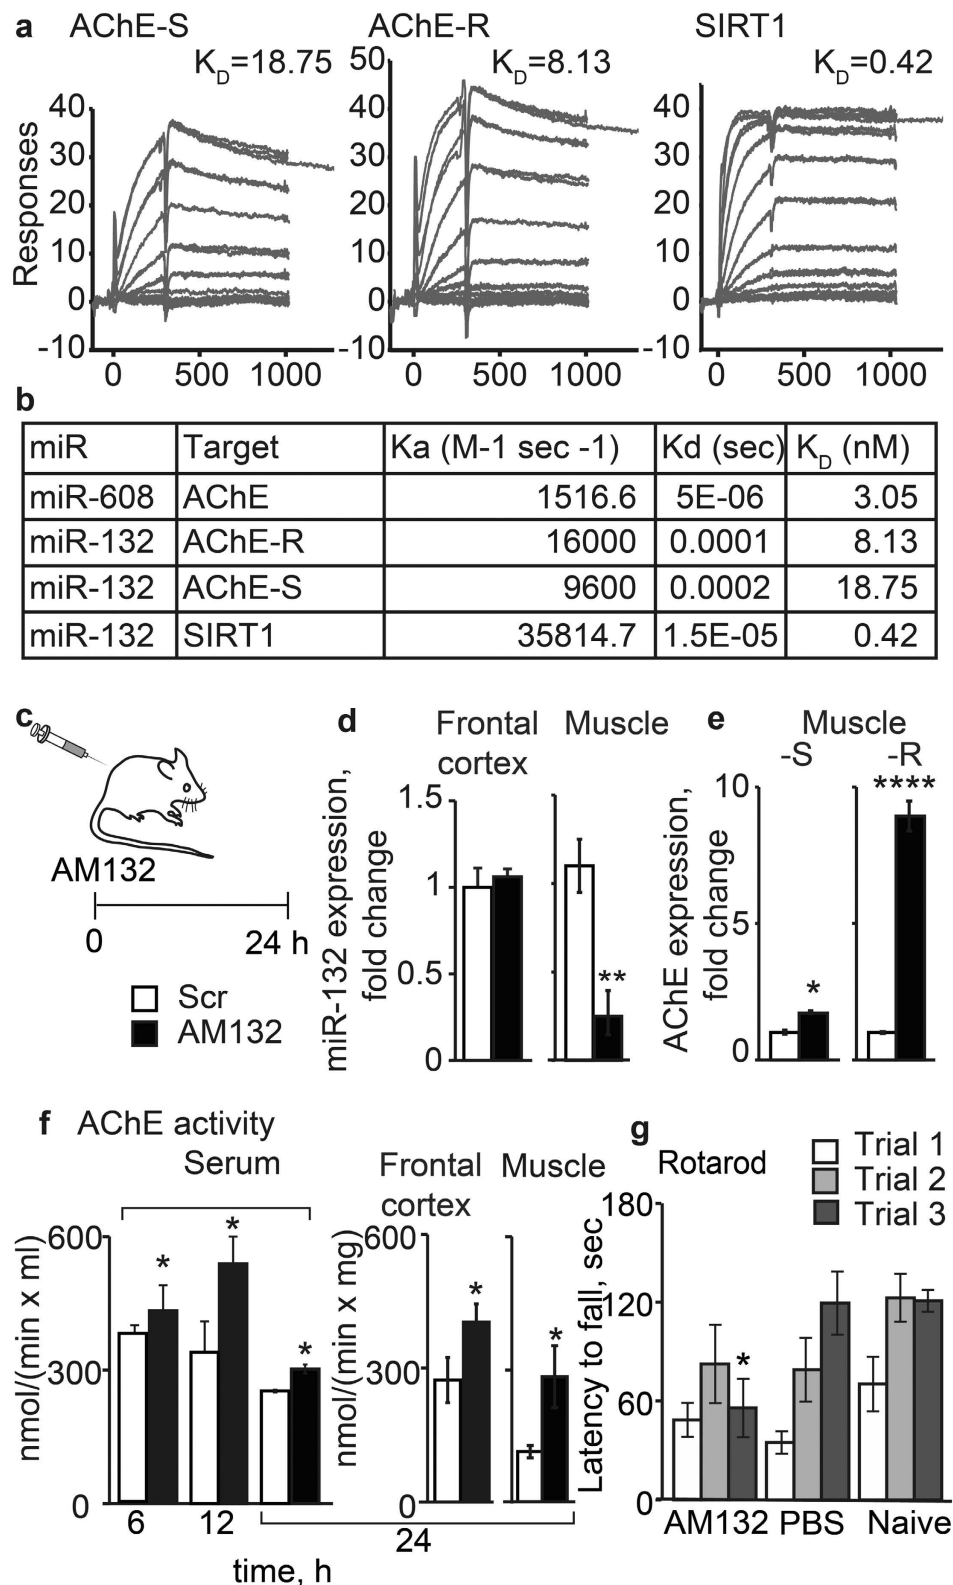 a AChE-S AChE-R SIRT1
K_D=18.75 K_D=8.13 K_D=0.42
Responses
40
30
20
10
0
-10
0 500 1000
50
40
30
20
10
0
-10
0 500 1000
40
30
20
10
0
-10
0 500 1000
b
miR Target Ka (M-1 sec -1) Kd (sec) K_D (nM)
miR-608 AChE 1516.6 5E-06 3.05
miR-132 AChE-R 16000 0.0001 8.13
miR-132 AChE-S 9600 0.0002 18.75
miR-132 SIRT1 35814.7 1.5E-05 0.42
c
AM132
0 24 h
Scr
AM132
d Frontal cortex Muscle
miR-132 expression,
fold change
1.5
1
0.5
0
**
e Muscle
-S -R
AChE expression,
fold change
10
5
0
*
****
f AChE activity
Serum
nmol/(min x ml)
600
300
0
* * *
6 12
Frontal
cortex
Muscle
nmol/(min x mg)
600
300
0
* *
24
time, h
g Rotarod
Trial 1
Trial 2
Trial 3
Latency to fall, sec
180
120
60
0
*
AM132 PBS Naive